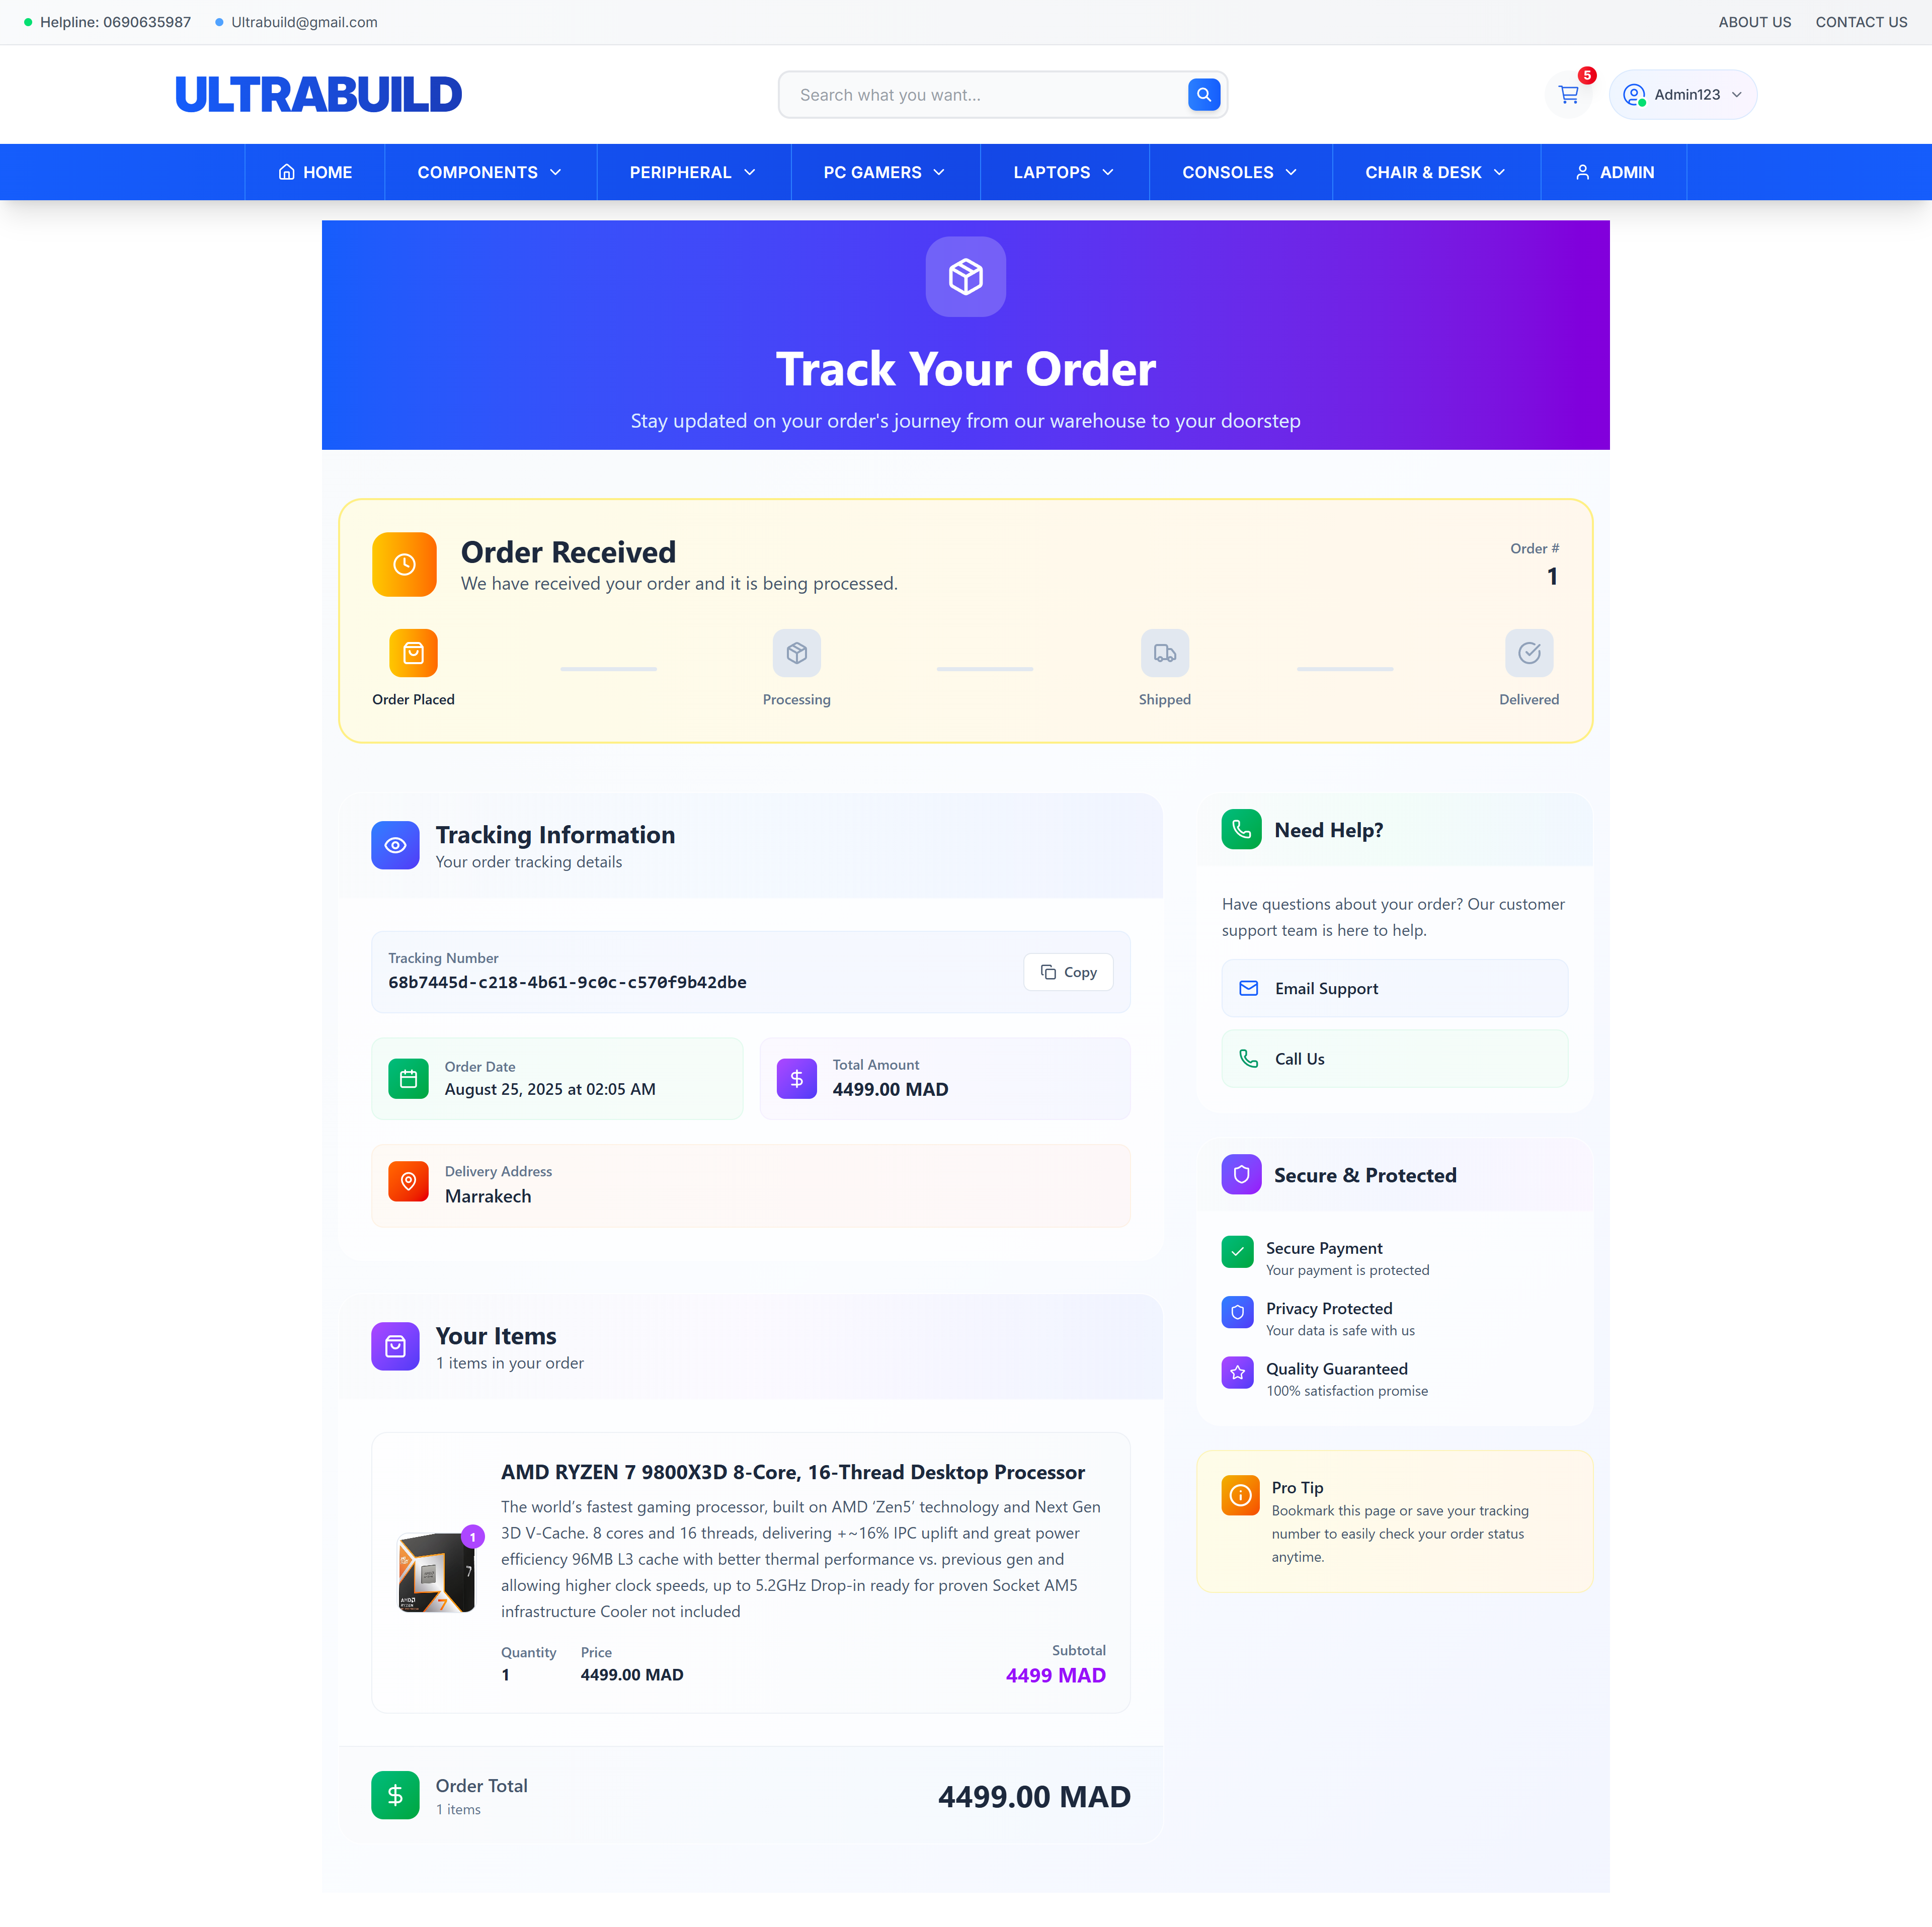 Helpline: 0690635987
Ultrabuild@gmail.com
ABOUT US
CONTACT US
ULTRABUILD
Search what you want...
5
Admin123
HOME
COMPONENTS
PERIPHERAL
PC GAMERS
LAPTOPS
CONSOLES
CHAIR & DESK
ADMIN
Track Your Order
Stay updated on your order's journey from our warehouse to your doorstep
Order Received
We have received your order and it is being processed.
Order #
1
Order Placed
Processing
Shipped
Delivered
Tracking Information
Your order tracking details
Tracking Number
68b7445d-c218-4b61-9c0c-c570f9b42dbe
Copy
Order Date
August 25, 2025 at 02:05 AM
Total Amount
4499.00 MAD
Delivery Address
Marrakech
Your Items
1 items in your order
1
AMD RYZEN 7 9800X3D 8-Core, 16-Thread Desktop Processor
The world’s fastest gaming processor, built on AMD ‘Zen5’ technology and Next Gen
3D V-Cache. 8 cores and 16 threads, delivering +~16% IPC uplift and great power
efficiency 96MB L3 cache with better thermal performance vs. previous gen and
allowing higher clock speeds, up to 5.2GHz Drop-in ready for proven Socket AM5
infrastructure Cooler not included
7
AMD
RYZEN
7
Quantity
1
Price
4499.00 MAD
Subtotal
4499 MAD
Order Total
1 items
4499.00 MAD
Need Help?
Have questions about your order? Our customer
support team is here to help.
Email Support
Call Us
Secure & Protected
Secure Payment
Your payment is protected
Privacy Protected
Your data is safe with us
Quality Guaranteed
100% satisfaction promise
Pro Tip
Bookmark this page or save your tracking
number to easily check your order status
anytime.